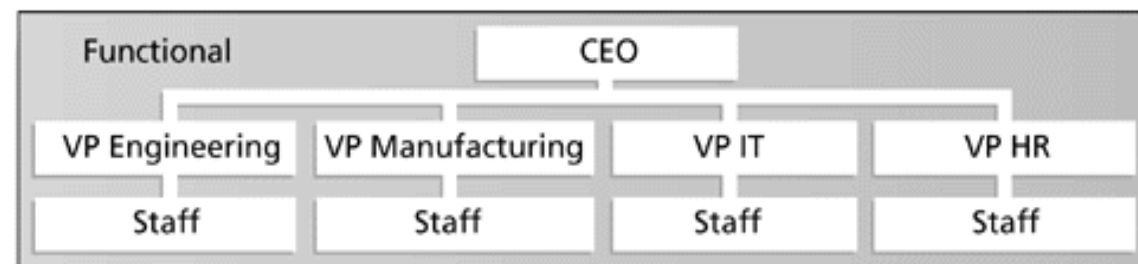 Functional
CEO
VP Engineering
VP Manufacturing
VP IT
VP HR
Staff
Staff
Staff
Staff